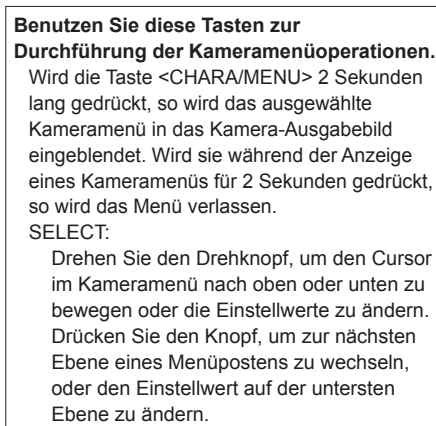 Benutzen Sie diese Tasten zur
Durchführung der Kameramenüoperationen.
Wird die Taste <CHARA/MENU> 2 Sekunden
lang gedrückt, so wird das ausgewählte
Kameramenü in das Kamera-Ausgabebild
eingeblendet. Wird sie während der Anzeige
eines Kameramenüs für 2 Sekunden gedrückt,
so wird das Menü verlassen.
SELECT:
Drehen Sie den Drehknopf, um den Cursor
im Kameramenü nach oben oder unten zu
bewegen oder die Einstellwerte zu ändern.
Drücken Sie den Knopf, um zur nächsten
Ebene eines Menüpostens zu wechseln,
oder den Einstellwert auf der untersten
Ebene zu ändern.